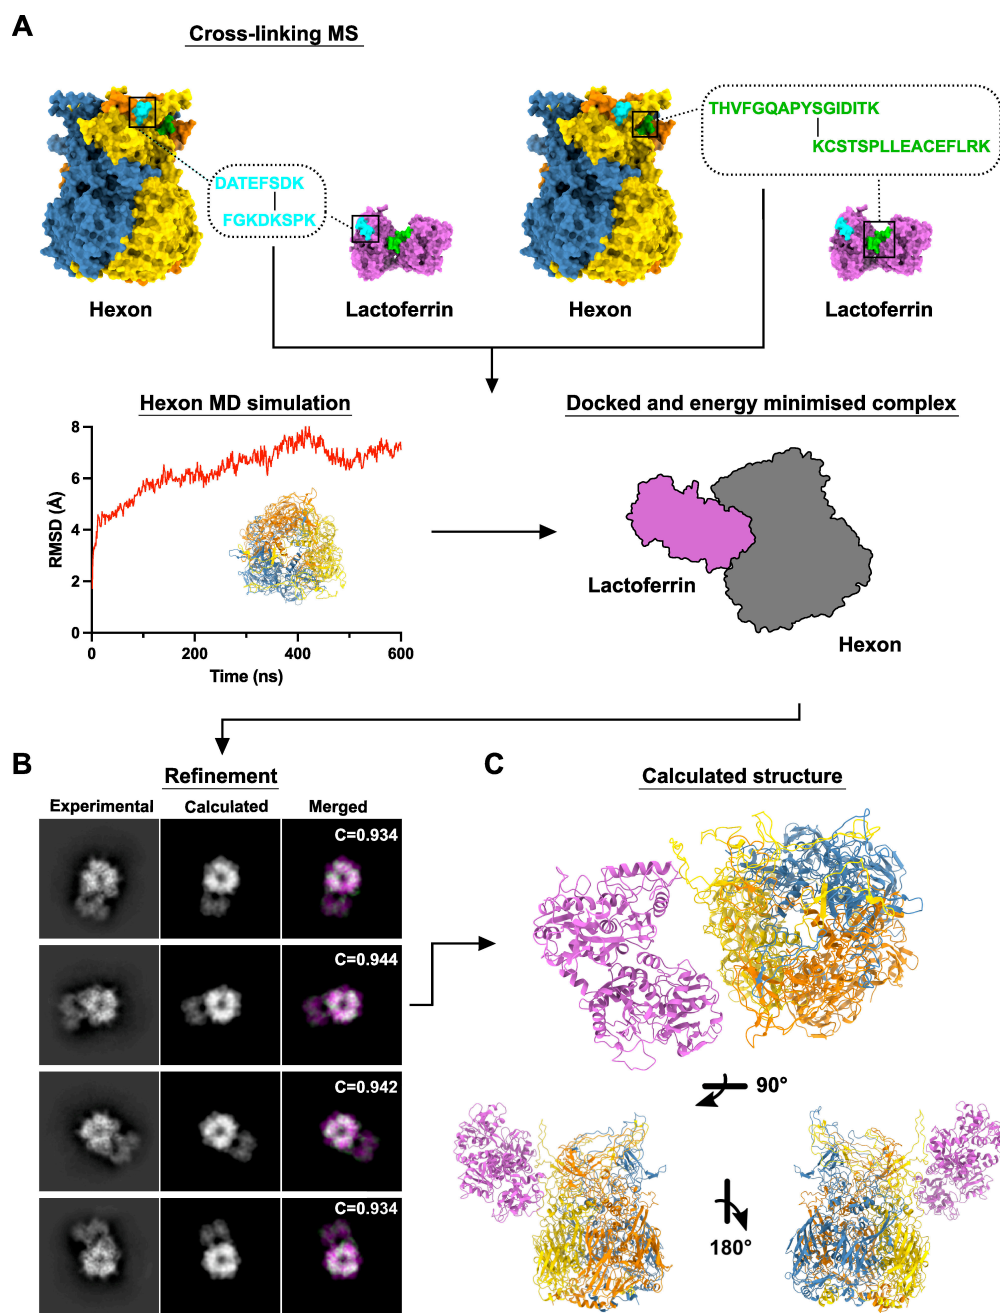 A
Cross-linking MS
DATEFSDK
FGKDKSPK
Hexon
Lactoferrin
THVFGQAPYSGIDITK
KCSTSPLLEACEFLRK
Hexon
Lactoferrin
Hexon MD simulation
8
6
4
2
0
RMSD (Å)
0 200 400 600
Time (ns)
Docked and energy minimised complex
Lactoferrin
Hexon
B
Refinement
Experimental Calculated Merged
C=0.934
C=0.944
C=0.942
C=0.934
C
Calculated structure
90°
180°